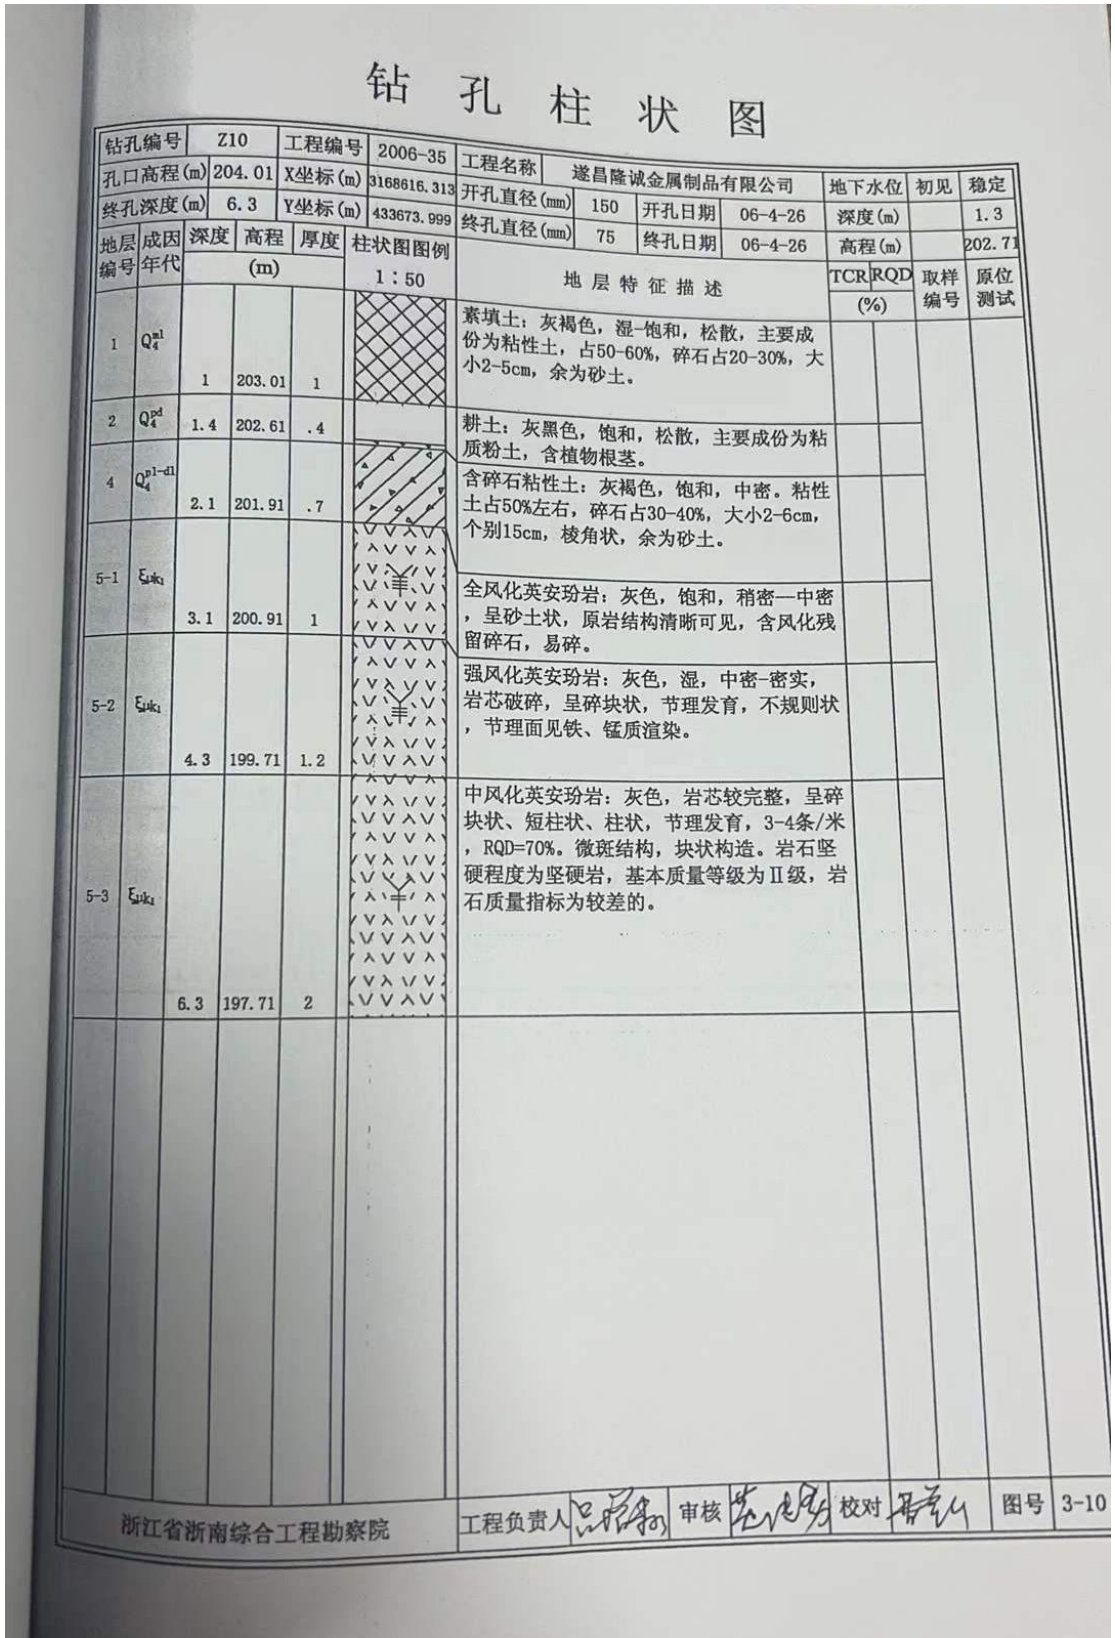 钻孔柱状图
钻孔编号 Z10 工程编号 2006-35 工程名称 遂昌隆诚金属制品有限公司 地下水位 初见 稳定
孔口高程(m) 204.01 X坐标(m) 3168616.313 开孔直径(mm) 150 开孔日期 06-4-26 深度(m) 1.3
终孔深度(m) 6.3 Y坐标(m) 433673.999 终孔直径(mm) 75 终孔日期 06-4-26 高程(m) 202.71
地层编号 成因年代 深度 高程 厚度 (m) 柱状图图例 1:50 地层特征描述 TCR RQD (%) 取样编号 原位测试
素填土：灰褐色，湿-饱和，松散，主要成
份为粘性土，占50-60%，碎石占20-30%，大
小2-5cm，余为砂土。
1 Q₄ᵐˡ 1 203.01 1
2 Q₄ᵖᵈ 1.4 202.61 .4
耕土：灰黑色，饱和，松散，主要成份为粘
质粉土，含植物根茎。
4 Q₄ᵖˡ⁻ᵈˡ 2.1 201.91 .7
含碎石粘性土：灰褐色，饱和，中密。粘性
土占50%左右，碎石占30-40%，大小2-6cm，
个别15cm，棱角状，余为砂土。
5-1 ξμk₁ 3.1 200.91 1
全风化英安玢岩：灰色，饱和，稍密—中密
，呈砂土状，原岩结构清晰可见，含风化残
留碎石，易碎。
5-2 ξμk₁ 4.3 199.71 1.2
强风化英安玢岩：灰色，湿，中密-密实，
岩芯破碎，呈碎块状，节理发育，不规则状
，节理面见铁、锰质渲染。
5-3 ξμk₁ 6.3 197.71 2
中风化英安玢岩：灰色，岩芯较完整，呈碎
块状、短柱状、柱状，节理发育，3-4条/米
，RQD=70%。微斑结构，块状构造。岩石坚
硬程度为坚硬岩，基本质量等级为Ⅱ级，岩
石质量指标为较差的。
浙江省浙南综合工程勘察院 工程负责人 审核 校对 图号 3-10